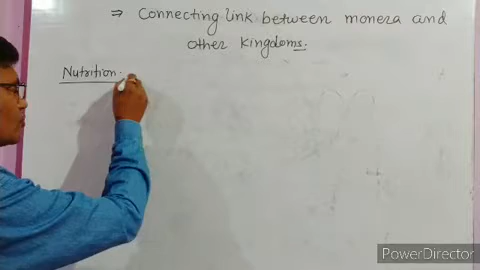 ⇒ Connecting link between monera and
other kingdoms.
Nutrition:
PowerDirector